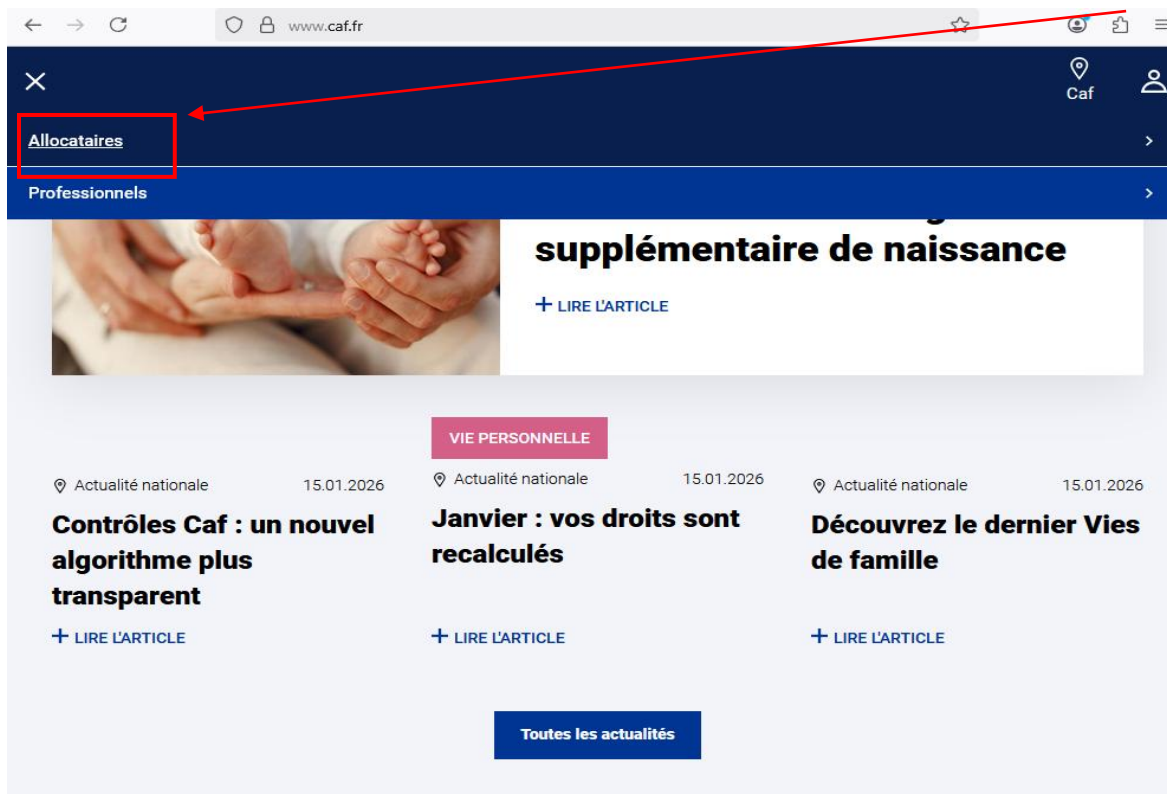 www.caf.fr
Caf
Allocataires
Professionnels
supplémentaire de naissance
+ LIRE L'ARTICLE
VIE PERSONNELLE
Actualité nationale 15.01.2026
Contrôles Caf : un nouvel
algorithme plus
transparent
+ LIRE L'ARTICLE
Actualité nationale 15.01.2026
Janvier : vos droits sont
recalculés
+ LIRE L'ARTICLE
Actualité nationale 15.01.2026
Découvrez le dernier Vies
de famille
+ LIRE L'ARTICLE
Toutes les actualités